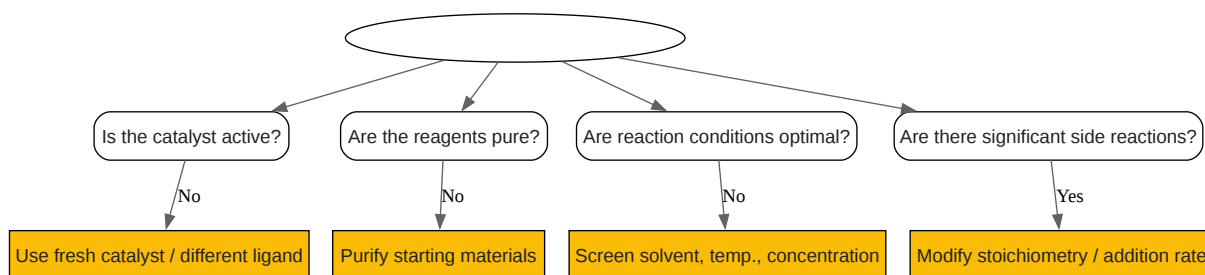 Is the catalyst active?
Are the reagents pure?
Are reaction conditions optimal?
Are there significant side reactions?
No
No
No
Yes
Use fresh catalyst / different ligand
Purify starting materials
Screen solvent, temp., concentration
Modify stoichiometry / addition rate